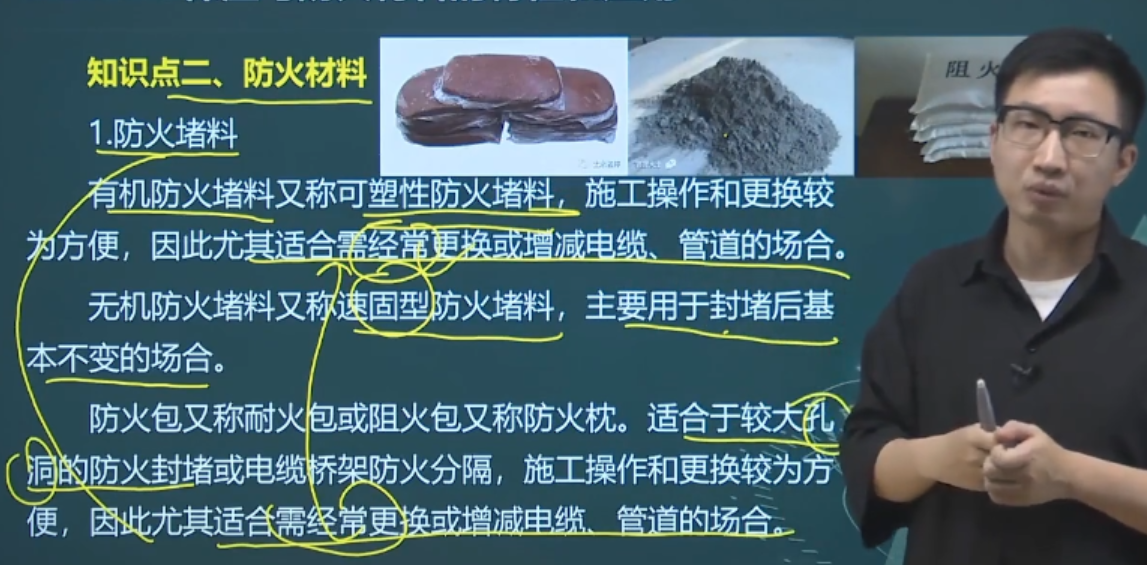 知识点二、防火材料
阻火
1.防火堵料
有机防火堵料又称可塑性防火堵料，施工操作和更换较
为方便，因此尤其适合需经常更换或增减电缆、管道的场合。
无机防火堵料又称速固型防火堵料，主要用于封堵后基
本不变的场合。
防火包又称耐火包或阻火包又称防火枕。适合于较大孔
洞的防火封堵或电缆桥架防火分隔，施工操作和更换较为方
便，因此尤其适合需经常更换或增减电缆、管道的场合。